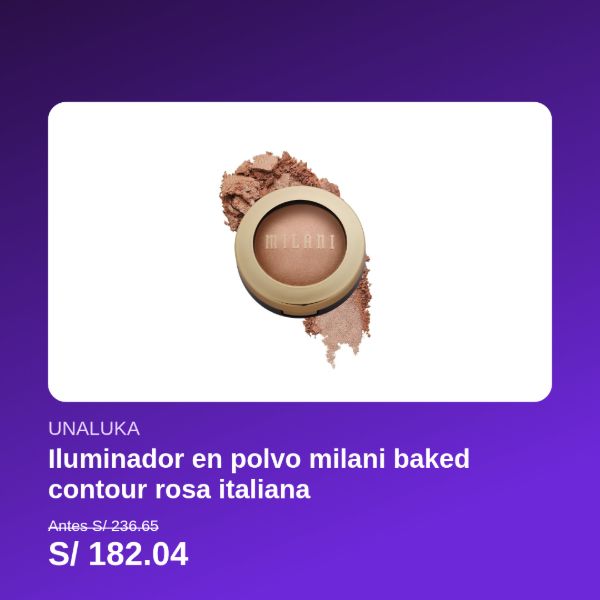 MILANI
UNALUKA
Iluminador en polvo milani baked
contour rosa italiana
Antes S/ 236.65
S/ 182.04